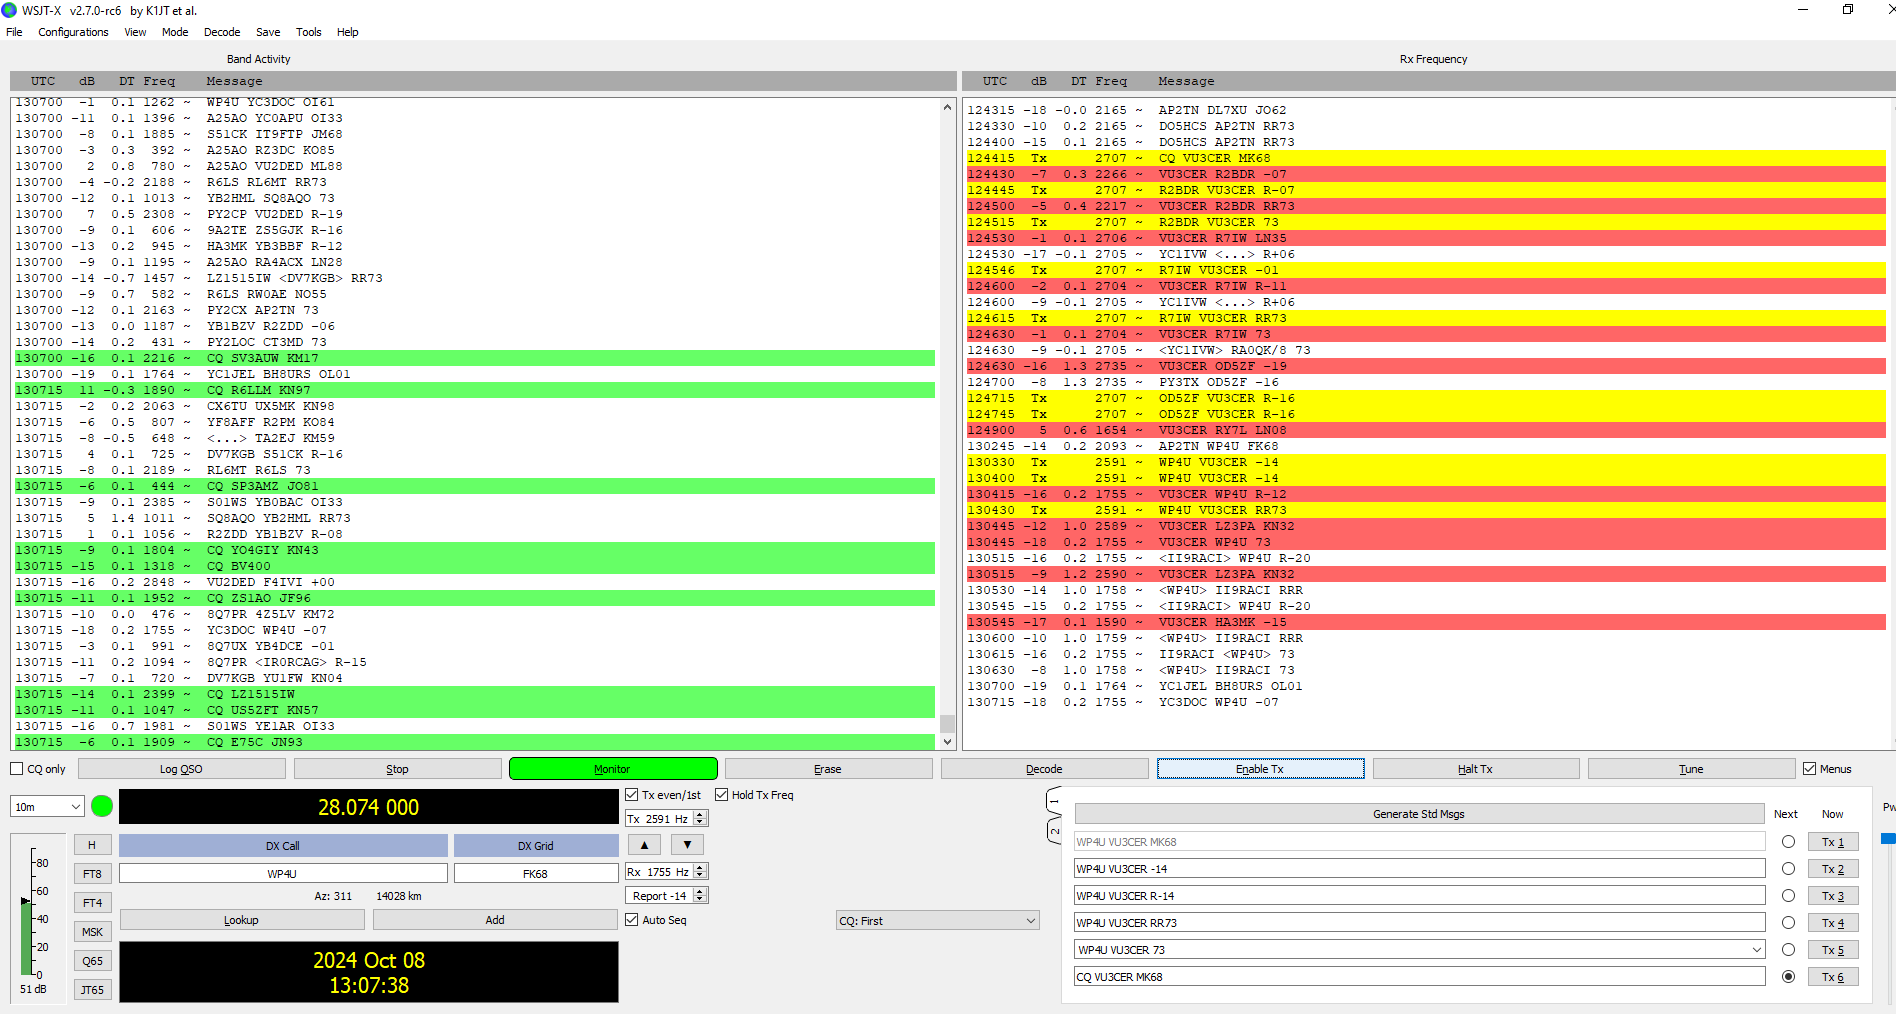 WSJT-X v2.7.0-rc6 by K1JT et al.
File Configurations View Mode Decode Save Tools Help
Band Activity
UTC dB DT Freq Message
130700 -1 0.1 1262 ~ WP4U YC3DOC OI61
130700 -11 0.1 1396 ~ A25AO YC0APU OI33
130700 -8 0.1 1885 ~ S51CK IT9FTP JM68
130700 -3 0.3 392 ~ A25AO RZ3DC KO85
130700 2 0.8 780 ~ A25AO VU2DED ML88
130700 -4 -0.2 2188 ~ R6LS RL6MT RR73
130700 -12 0.1 1013 ~ YB2HML SQ8AQO 73
130700 7 0.5 2308 ~ PY2CP VU2DED R-19
130700 -9 0.1 606 ~ 9A2TE ZS5GJK R-16
130700 -13 0.2 945 ~ HA3MK YB3BBF R-12
130700 -9 0.1 1195 ~ A25AO RA4ACX LN28
130700 -14 -0.7 1457 ~ LZ1515IW <DV7KGB> RR73
130700 -9 0.7 582 ~ R6LS RW0AE NO55
130700 -12 0.1 2163 ~ PY2CX AP2TN 73
130700 -13 0.0 1187 ~ YB1BZV R2ZDD -06
130700 -14 0.2 431 ~ PY2LOC CT3MD 73
130700 -16 0.1 2216 ~ CQ SV3AUW KM17
130700 -19 0.1 1764 ~ YC1JEL BH8URS OL01
130715 11 -0.3 1890 ~ CQ R6LLM KN97
130715 -2 0.2 2063 ~ CX6TU UX5MK KN98
130715 -6 0.5 807 ~ YF8AFF R2PM KO84
130715 -8 -0.5 648 ~ <...> TA2EJ KM59
130715 4 0.1 725 ~ DV7KGB S51CK R-16
130715 -8 0.1 2189 ~ RL6MT R6LS 73
130715 -6 0.1 444 ~ CQ SP3AMZ JO81
130715 -9 0.1 2385 ~ S01WS YB0BAC OI33
130715 5 1.4 1011 ~ SQ8AQO YB2HML RR73
130715 1 0.1 1056 ~ R2ZDD YB1BZV R-08
130715 -9 0.1 1804 ~ CQ YO4GIY KN43
130715 -15 0.1 1318 ~ CQ BV400
130715 -16 0.2 2848 ~ VU2DED F4IVI +00
130715 -11 0.1 1952 ~ CQ ZS1AO JF96
130715 -10 0.0 476 ~ 8Q7PR 4Z5LV KM72
130715 -18 0.2 1755 ~ YC3DOC WP4U -07
130715 -3 0.1 991 ~ 8Q7UX YB4DCE -01
130715 -11 0.2 1094 ~ 8Q7PR <IR0RCAG> R-15
130715 -7 0.1 720 ~ DV7KGB YU1FW KN04
130715 -14 0.1 2399 ~ CQ LZ1515IW
130715 -11 0.1 1047 ~ CQ US5ZFT KN57
130715 -16 0.7 1981 ~ S01WS YE1AR OI33
130715 -6 0.1 1909 ~ CQ E75C JN93
Rx Frequency
UTC dB DT Freq Message
124315 -18 -0.0 2165 ~ AP2TN DL7XU JO62
124330 -10 0.2 2165 ~ DO5HCS AP2TN RR73
124400 -15 0.1 2165 ~ DO5HCS AP2TN RR73
124415 Tx 2707 ~ CQ VU3CER MK68
124430 -7 0.3 2266 ~ VU3CER R2BDR -07
124445 Tx 2707 ~ R2BDR VU3CER R-07
124500 -5 0.4 2217 ~ VU3CER R2BDR RR73
124515 Tx 2707 ~ R2BDR VU3CER 73
124530 -1 0.1 2706 ~ VU3CER R7IW LN35
124530 -17 -0.1 2705 ~ YC1IVW <...> R+06
124546 Tx 2707 ~ R7IW VU3CER -01
124600 -2 0.1 2704 ~ VU3CER R7IW R-11
124600 -9 -0.1 2705 ~ YC1IVW <...> R+06
124615 Tx 2707 ~ R7IW VU3CER RR73
124630 -1 0.1 2704 ~ VU3CER R7IW 73
124630 -9 -0.1 2705 ~ <YC1IVW> RA0QK/8 73
124630 -16 1.3 2735 ~ VU3CER OD5ZF -19
124700 -8 1.3 2735 ~ PY3TX OD5ZF -16
124715 Tx 2707 ~ OD5ZF VU3CER R-16
124745 Tx 2707 ~ OD5ZF VU3CER R-16
124900 5 0.6 1654 ~ VU3CER RY7L LN08
130245 -14 0.2 2093 ~ AP2TN WP4U FK68
130330 Tx 2591 ~ WP4U VU3CER -14
130400 Tx 2591 ~ WP4U VU3CER -14
130415 -16 0.2 1755 ~ VU3CER WP4U R-12
130430 Tx 2591 ~ WP4U VU3CER RR73
130445 -12 1.0 2589 ~ VU3CER LZ3PA KN32
130445 -18 0.2 1755 ~ VU3CER WP4U 73
130515 -16 0.2 1755 ~ <II9RACI> WP4U R-20
130515 -9 1.2 2590 ~ VU3CER LZ3PA KN32
130530 -14 1.0 1758 ~ <WP4U> II9RACI RRR
130545 -15 0.2 1755 ~ <II9RACI> WP4U R-20
130545 -17 0.1 1590 ~ VU3CER HA3MK -15
130600 -10 1.0 1759 ~ <WP4U> II9RACI RRR
130615 -16 0.2 1755 ~ II9RACI <WP4U> 73
130630 -8 1.0 1758 ~ <WP4U> II9RACI 73
130700 -19 0.1 1764 ~ YC1JEL BH8URS OL01
130715 -18 0.2 1755 ~ YC3DOC WP4U -07
CQ only Log QSO Stop Monitor Erase Decode Enable Tx Halt Tx Tune Menus
10m
28.074 000
Tx even/1st Hold Tx Freq
Tx 2591 Hz
H
DX Call DX Grid
FT8
WP4U FK68
Rx 1755 Hz
Az: 311 14028 km
Report -14
FT4
Lookup Add
Auto Seq
CQ: First
MSK
Q65
JT65
2024 Oct 08
13:07:38
-80
-60
-40
-20
-0
51 dB
1
2
Generate Std Msgs Next Now
Pw
WP4U VU3CER MK68 Tx 1
WP4U VU3CER -14 Tx 2
WP4U VU3CER R-14 Tx 3
WP4U VU3CER RR73 Tx 4
WP4U VU3CER 73 Tx 5
CQ VU3CER MK68 Tx 6